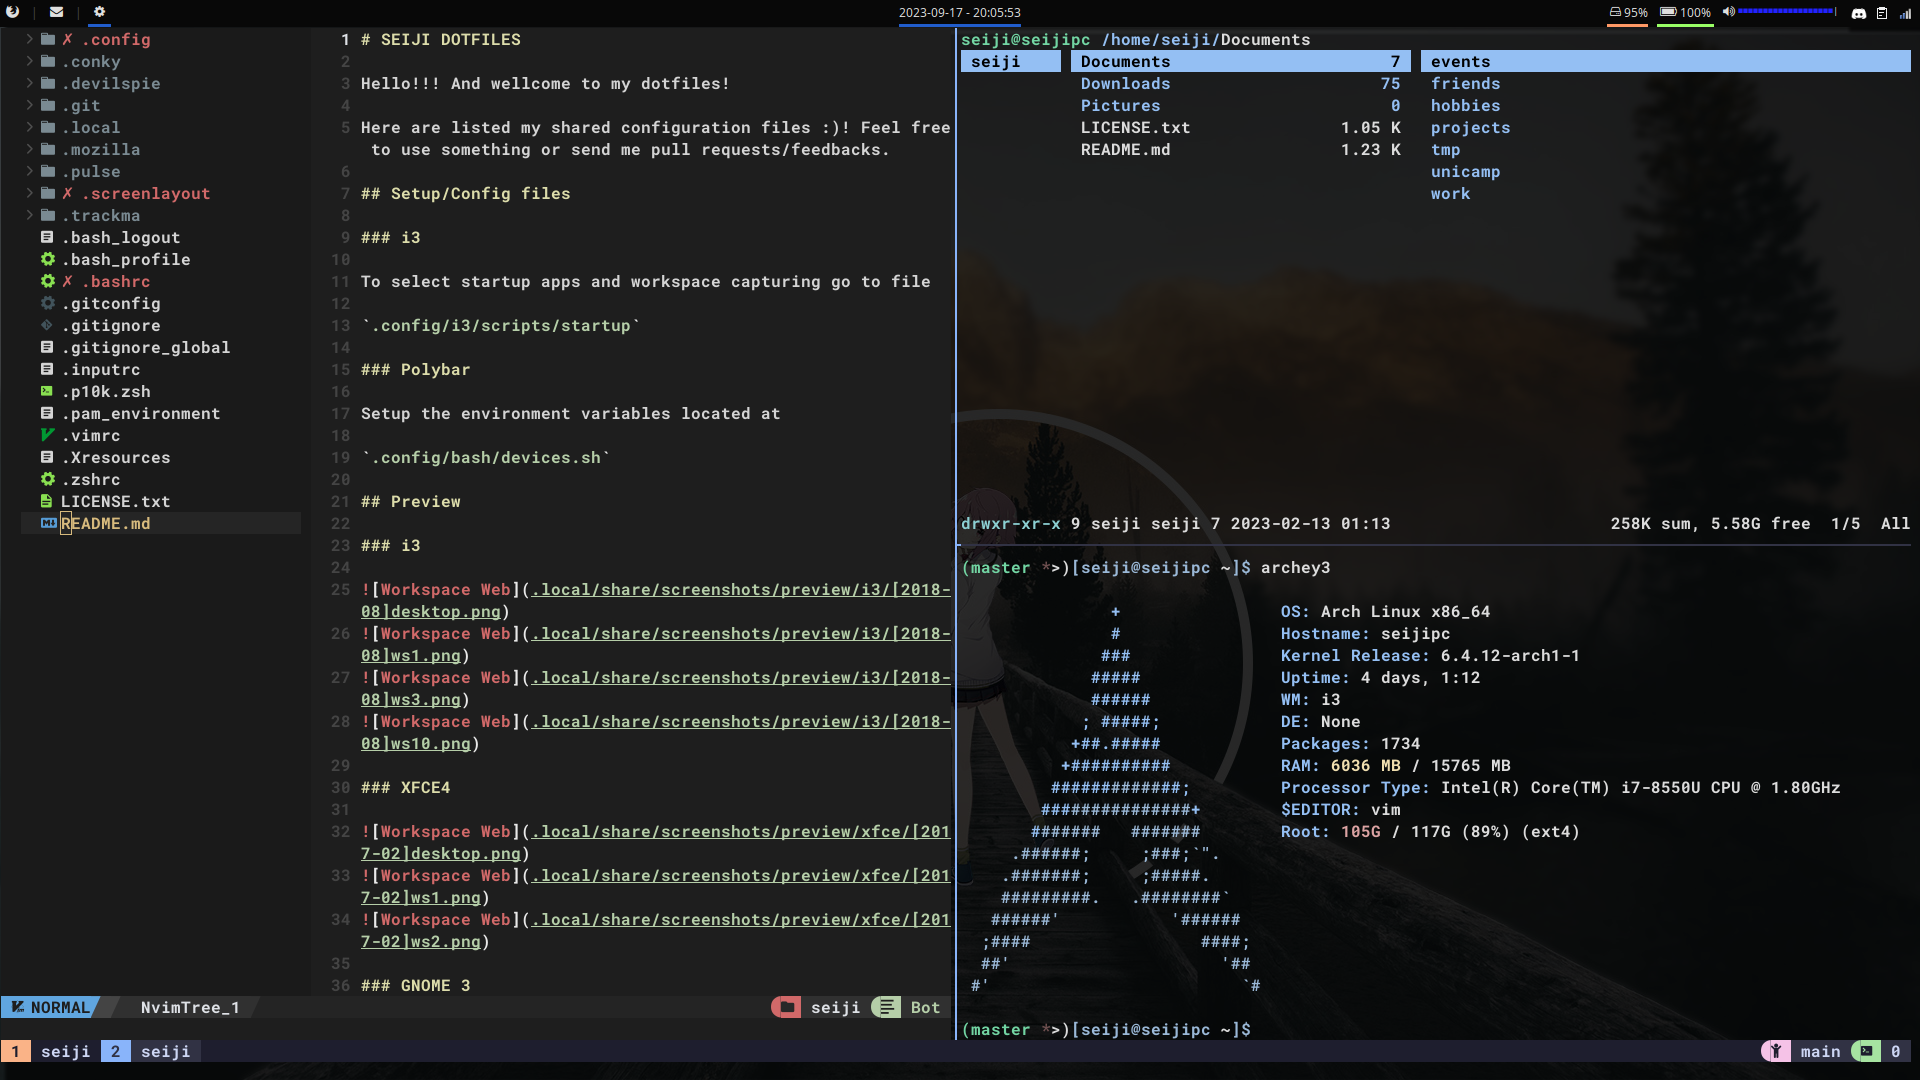 2023-09-17 - 20:05:53
95%
100%
✗ .config
.conky
.devilspie
.git
.local
.mozilla
.pulse
✗ .screenlayout
.trackma
.bash_logout
.bash_profile
✗ .bashrc
.gitconfig
.gitignore
.gitignore_global
.inputrc
.p10k.zsh
.pam_environment
.vimrc
.Xresources
.zshrc
LICENSE.txt
README.md
1 # SEIJI DOTFILES
2
3 Hello!!! And wellcome to my dotfiles!
4
5 Here are listed my shared configuration files :)! Feel free
to use something or send me pull requests/feedbacks.
6
7 ## Setup/Config files
8
9 ### i3
10
11 To select startup apps and workspace capturing go to file
12
13 `.config/i3/scripts/startup`
14
15 ### Polybar
16
17 Setup the environment variables located at
18
19 `.config/bash/devices.sh`
20
21 ## Preview
22
23 ### i3
24
25 ![Workspace Web](.local/share/screenshots/preview/i3/[2018-
08]desktop.png)
26 ![Workspace Web](.local/share/screenshots/preview/i3/[2018-
08]ws1.png)
27 ![Workspace Web](.local/share/screenshots/preview/i3/[2018-
08]ws3.png)
28 ![Workspace Web](.local/share/screenshots/preview/i3/[2018-
08]ws10.png)
29
30 ### XFCE4
31
32 ![Workspace Web](.local/share/screenshots/preview/xfce/[201
7-02]desktop.png)
33 ![Workspace Web](.local/share/screenshots/preview/xfce/[201
7-02]ws1.png)
34 ![Workspace Web](.local/share/screenshots/preview/xfce/[201
7-02]ws2.png)
35
36 ### GNOME 3
NORMAL NvimTree_1 seiji Bot
seiji@seijipc /home/seiji/Documents
seiji Documents 7 events
Downloads 75 friends
Pictures 0 hobbies
LICENSE.txt 1.05 K projects
README.md 1.23 K tmp
unicamp
work
drwxr-xr-x 9 seiji seiji 7 2023-02-13 01:13 258K sum, 5.58G free 1/5 All
(master *>)[seiji@seijipc ~]$ archey3
+ OS: Arch Linux x86_64
# Hostname: seijipc
### Kernel Release: 6.4.12-arch1-1
##### Uptime: 4 days, 1:12
###### WM: i3
; #####; DE: None
+##.##### Packages: 1734
+########## RAM: 6036 MB / 15765 MB
#############; Processor Type: Intel(R) Core(TM) i7-8550U CPU @ 1.80GHz
###############+ $EDITOR: vim
####### ####### Root: 105G / 117G (89%) (ext4)
.######; ;###;`".
.#######; ;#####.
#########. .########`
######' '######
;#### ####;
##' '##
#' `#
(master *>)[seiji@seijipc ~]$
1 seiji 2 seiji main 0